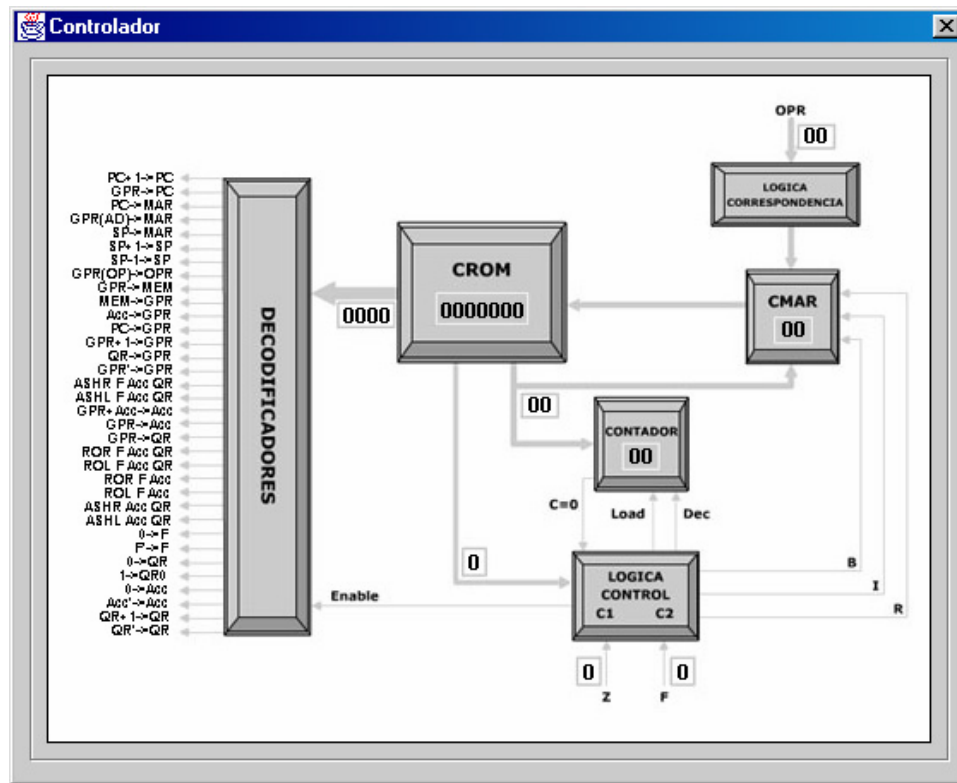 Controlador
OPR
00
LOGICA
CORRESPONDENCIA
PC+ 1->PC
GPR->PC
PC->MAR
GPR(AD)->MAR
SP->MAR
SP+ 1->SP
SP-1->SP
GPR(OP)->OPR
GPR->MEM
MEM->GPR
Acc->GPR
PC->GPR
GPR+ 1->GPR
QR->GPR
GPR'->GPR
ASHR F Acc QR
ASHL F Acc QR
GPR+ Acc->Acc
GPR->Acc
GPR->QR
ROR F Acc QR
ROL F Acc QR
ROR F Acc
ROL F Acc
ASHR Acc QR
ASHL Acc QR
0->F
F'->F
0->QR
1->QR0
0->Acc
Acc'->Acc
QR+ 1->QR
QR'->QR
DECODIFICADORES
0000
CROM
0000000
CMAR
00
00
CONTADOR
00
C=0
Load
Dec
0
LOGICA
CONTROL
C1 C2
Enable
B
I
R
0
0
Z
F